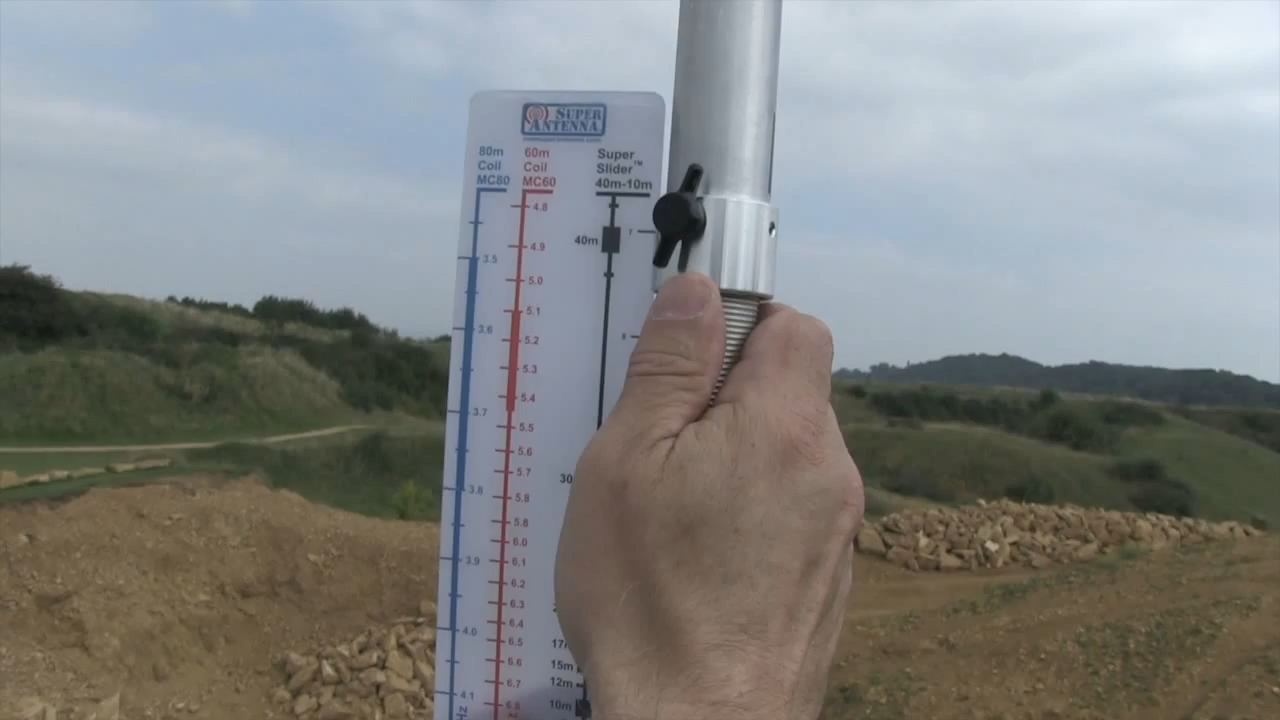 SUPER
ANTENNA
80m
Coil
MC80
60m
Coil
MC60
Super
Slider™
40m-10m
4.8
40m
7
4.9
3.5
5.0
5.1
3.6
5.2
8
5.3
5.4
3.7
5.5
5.6
5.7
30
3.8
5.8
5.8
6.0
3.9
6.1
6.2
6.3
6.4
4.0
6.5
17
6.6
15m
6.7
12m
4.1
10m